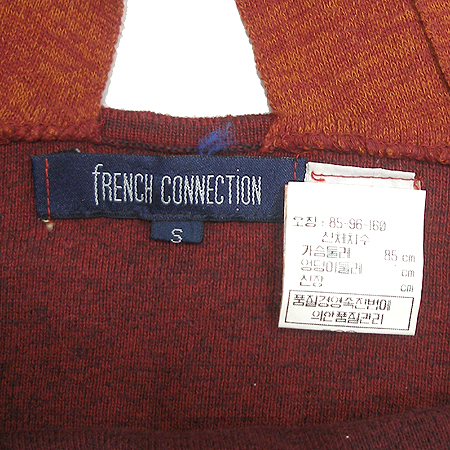 fRENCH CONNECTION
S
호칭 : 85-96-160
신체치수
가슴둘레 85 cm
엉덩이둘레 cm
신장 cm
품질경영촉진법에
의한품질관리